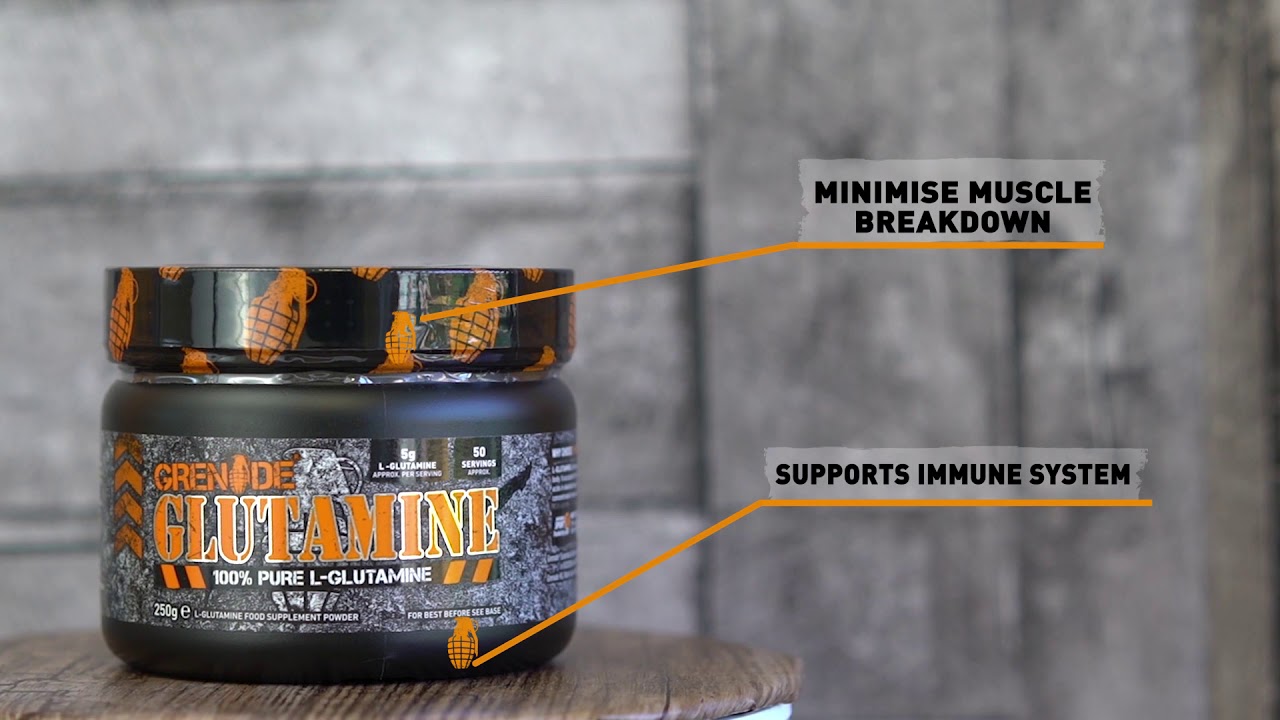 MINIMISE MUSCLE
BREAKDOWN
SUPPORTS IMMUNE SYSTEM
5g
L-GLUTAMINE
APPROX. PER SERVING
50
SERVINGS
APPROX.
GRENADE
GLUTAMINE
100% PURE L-GLUTAMINE
250g e L-GLUTAMINE FOOD SUPPLEMENT POWDER
FOR BEST BEFORE SEE BASE